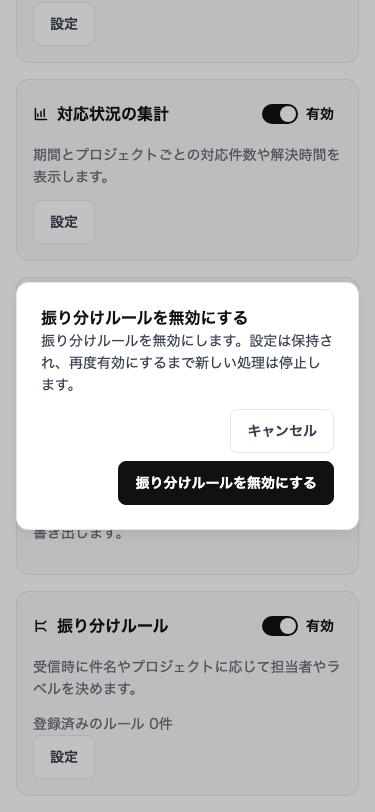 設定
対応状況の集計
有効
期間とプロジェクトごとの対応件数や解決時間を
表示します。
設定
振り分けルールを無効にする
振り分けルールを無効にします。設定は保持さ
れ、再度有効にするまで新しい処理は停止し
ます。
キャンセル
振り分けルールを無効にする
書き出します。
振り分けルール
有効
受信時に件名やプロジェクトに応じて担当者やラ
ベルを決めます。
登録済みのルール 0件
設定